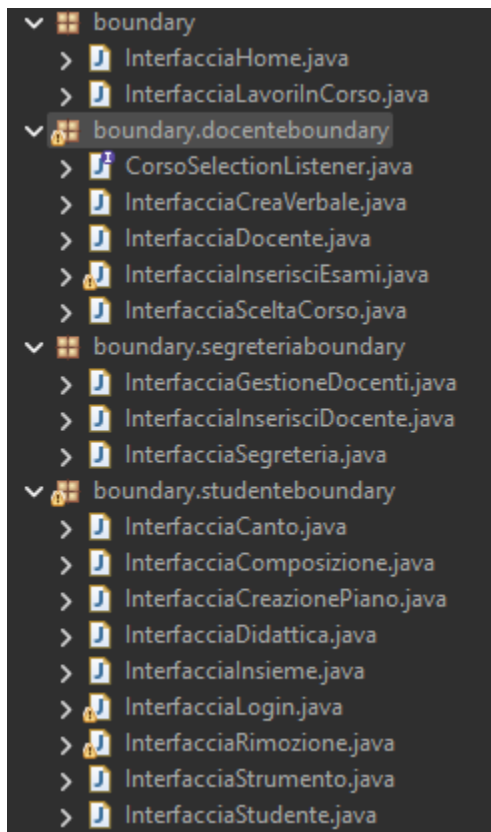 boundary
InterfacciaHome.java
InterfacciaLavoriInCorso.java
boundary.docenteboundary
CorsoSelectionListener.java
InterfacciaCreaVerbale.java
InterfacciaDocente.java
InterfacciaInserisciEsami.java
InterfacciaSceltaCorso.java
boundary.segreteriaboundary
InterfacciaGestioneDocenti.java
InterfacciaInserisciDocente.java
InterfacciaSegreteria.java
boundary.studenteboundary
InterfacciaCanto.java
InterfacciaComposizione.java
InterfacciaCreazionePiano.java
InterfacciaDidattica.java
InterfacciaInsieme.java
InterfacciaLogin.java
InterfacciaRimozione.java
InterfacciaStrumento.java
InterfacciaStudente.java